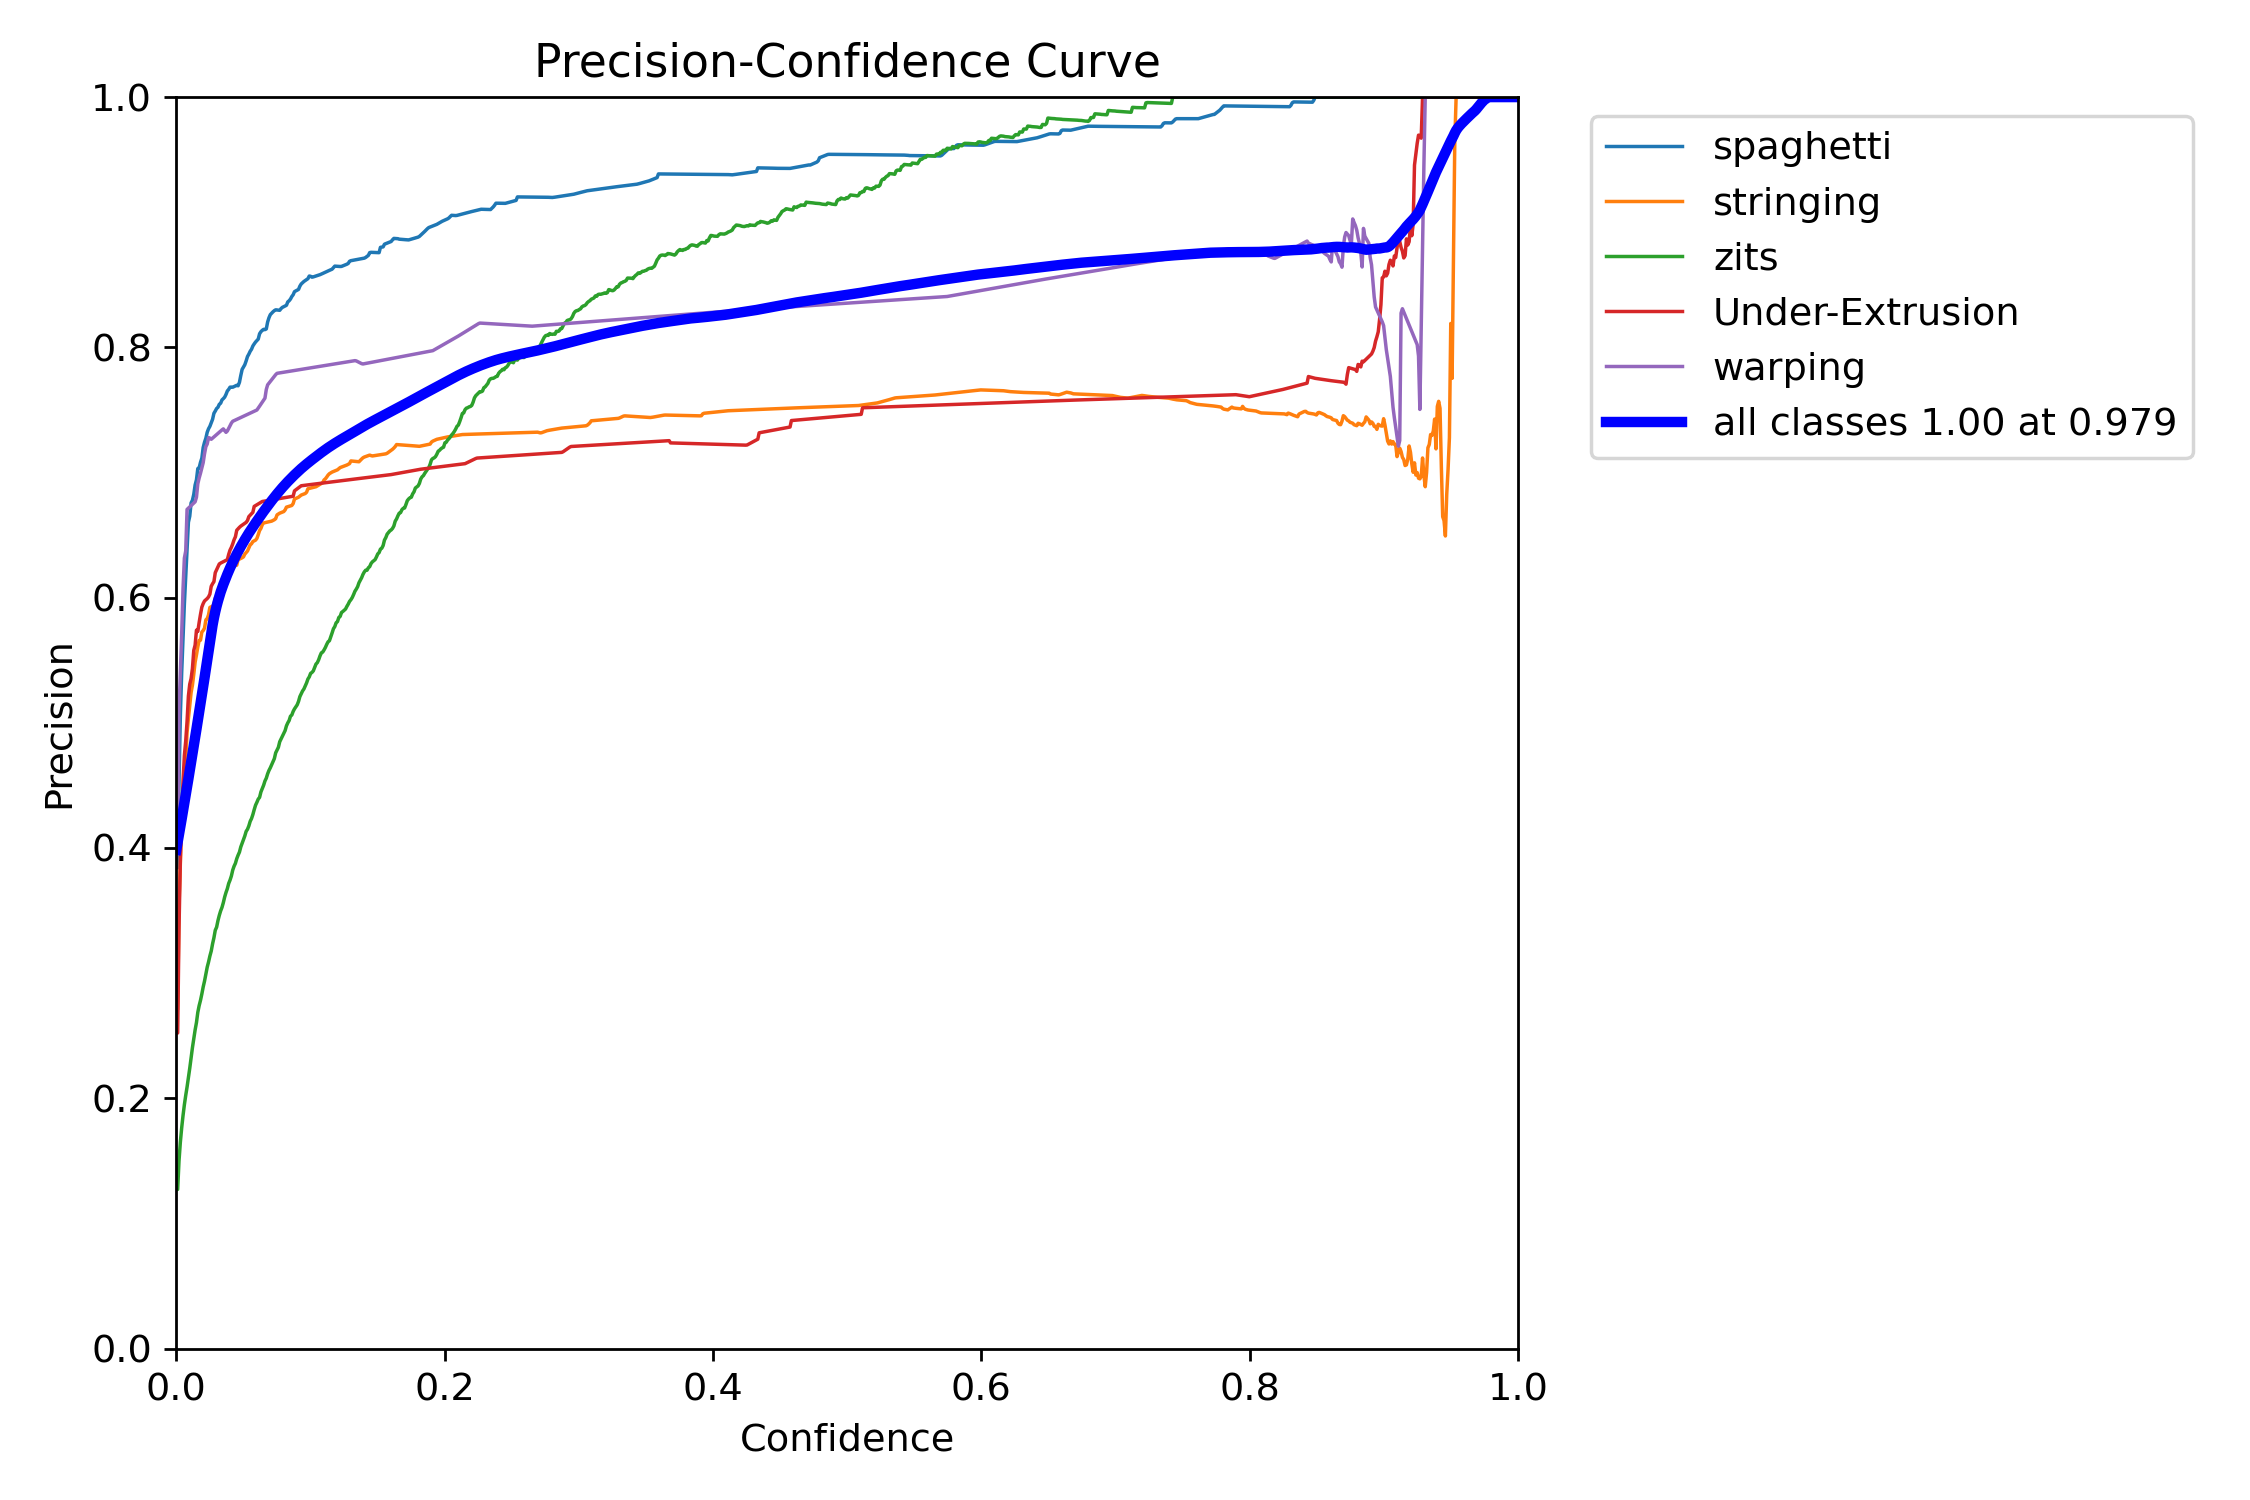 Precision-Confidence Curve
1.0
0.8
0.6
0.4
0.2
0.0
Precision
0.0 0.2 0.4 0.6 0.8 1.0
Confidence
spaghetti
stringing
zits
Under-Extrusion
warping
all classes 1.00 at 0.979